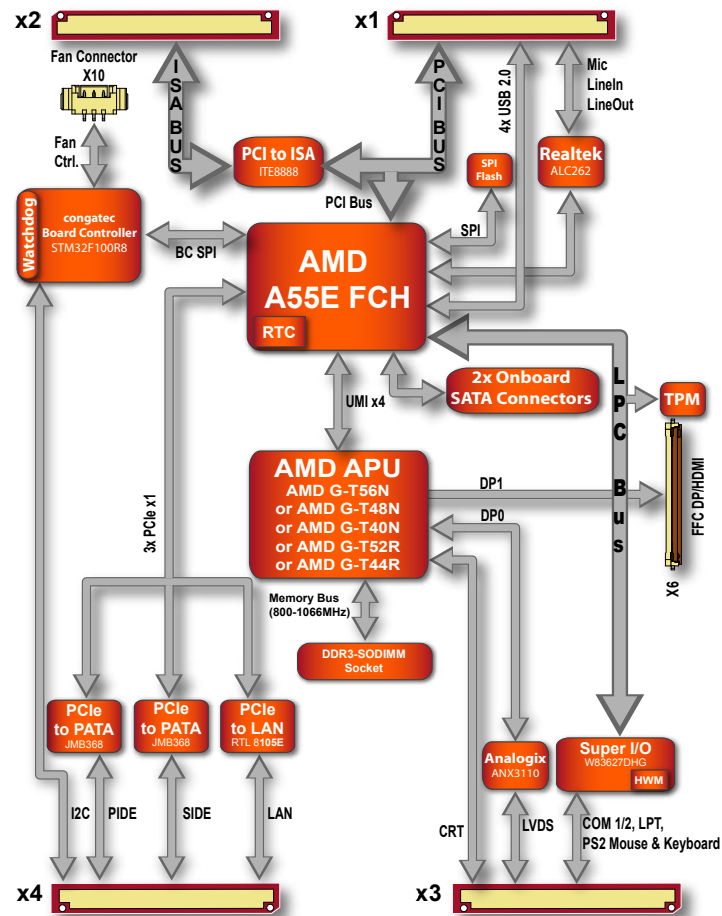 x2
x1
Fan Connector
X10
ISA BUS
PCI BUS
4x USB 2.0
Mic
LineIn
LineOut
Fan
Ctrl.
PCI to ISA
ITE8888
SPI
Flash
Realtek
ALC262
Watchdog
congatec
Board Controller
STM32F100R8
PCI Bus
BC SPI
SPI
AMD
A55E FCH
RTC
UMI x4
2x Onboard
SATA Connectors
LPC Bus
TPM
AMD APU
AMD G-T56N
or AMD G-T48N
or AMD G-T40N
or AMD G-T52R
or AMD G-T44R
DP1
DP0
FFC DP/HDMI
X6
3x PCIe x1
Memory Bus
(800-1066MHz)
DDR3-SODIMM
Socket
PCIe
to PATA
JMB368
PCIe
to PATA
JMB368
PCIe
to LAN
RTL 8105E
Analogix
ANX3110
Super I/O
W83627DHG
HWM
I2C
PIDE
SIDE
LAN
CRT
LVDS
COM 1/2, LPT,
PS2 Mouse & Keyboard
x4
x3